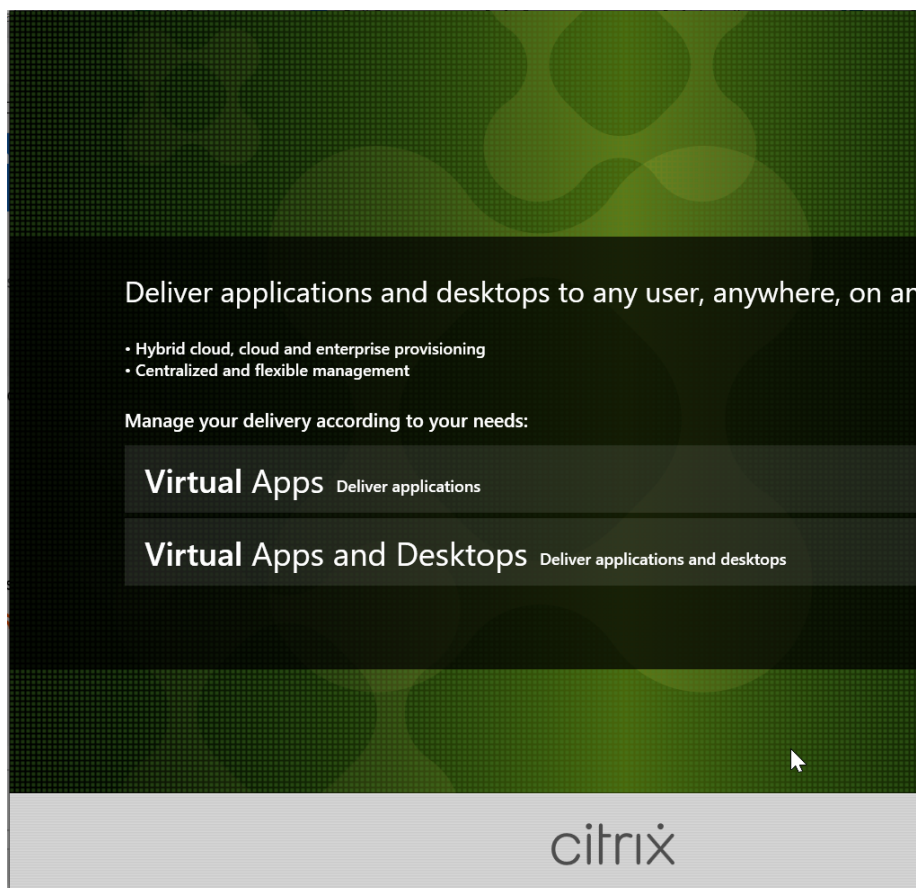 Deliver applications and desktops to any user, anywhere, on
• Hybrid cloud, cloud and enterprise provisioning
• Centralized and flexible management
Manage your delivery according to your needs:
Virtual Apps Deliver applications
Virtual Apps and Desktops Deliver applications and desktops
citrix